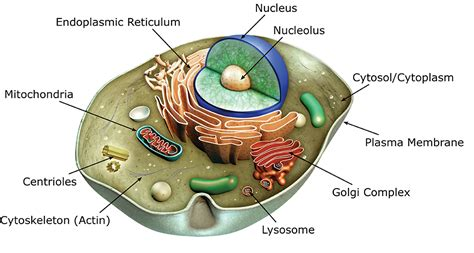 Nucleus
Endoplasmic Reticulum
Nucleolus
Cytosol/Cytoplasm
Mitochondria
Plasma Membrane
Centrioles
Golgi Complex
Cytoskeleton (Actin)
Lysosome